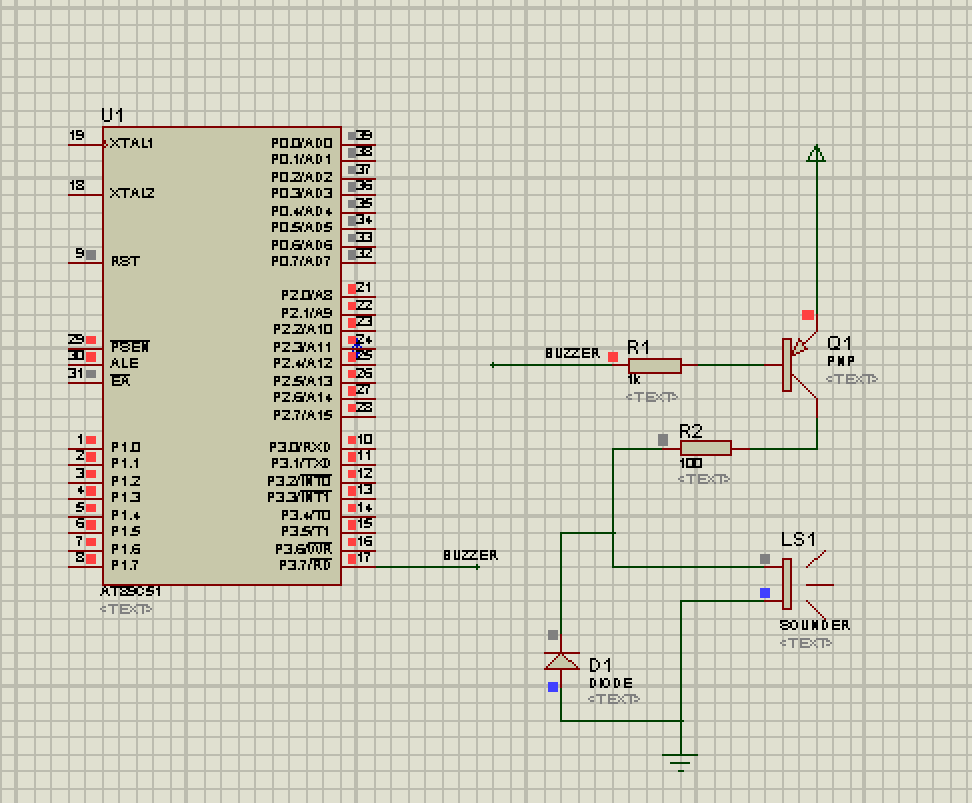 U1
19 XTAL1
18 XTAL2
9 RST
29 PSEN
30 ALE
31 EA
1 P1.0
2 P1.1
3 P1.2
4 P1.3
5 P1.4
6 P1.5
7 P1.6
8 P1.7
P0.0/AD0 39
P0.1/AD1 38
P0.2/AD2 37
P0.3/AD3 36
P0.4/AD4 35
P0.5/AD5 34
P0.6/AD6 33
P0.7/AD7 32
P2.0/A8 21
P2.1/A9 22
P2.2/A10 23
P2.3/A11 24
P2.4/A12 25
P2.5/A13 26
P2.6/A14 27
P2.7/A15 28
P3.0/RXD 10
P3.1/TXD 11
P3.2/INT0 12
P3.3/INT1 13
P3.4/T0 14
P3.5/T1 15
P3.6/WR 16
P3.7/RD 17
AT89C51
<TEXT>
BUZZER
BUZZER
R1
1k
<TEXT>
Q1
PNP
<TEXT>
R2
100
<TEXT>
LS1
SOUNDER
<TEXT>
D1
DIODE
<TEXT>